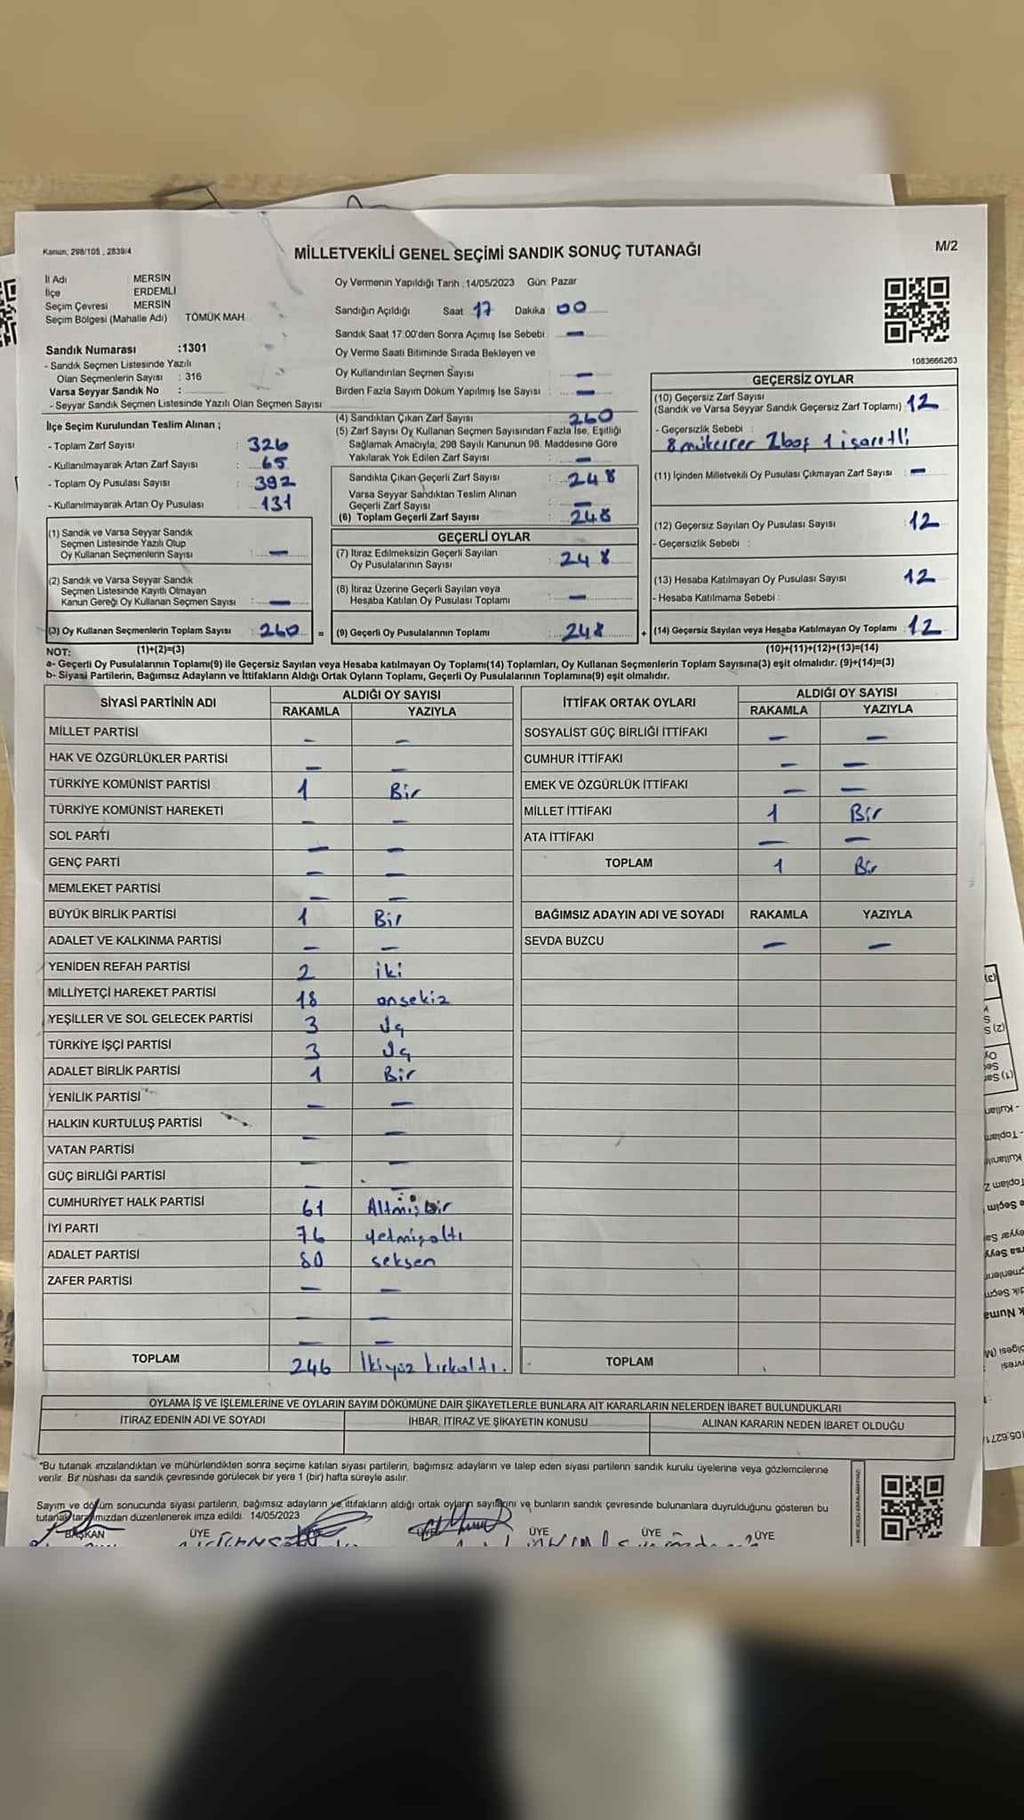 Kanun: 298/105 , 2839/4
MİLLETVEKİLİ GENEL SEÇİMİ SANDIK SONUÇ TUTANAĞI
M/2
İl Adı MERSİN
İlçe ERDEMLİ
Seçim Çevresi MERSİN
Seçim Bölgesi (Mahalle Adı) TÖMÜK MAH.
Oy Vermenin Yapıldığı Tarih : 14/05/2023 Gün: Pazar
Sandığın Açıldığı Saat 17 Dakika : 00
Sandık Saat 17:00'den Sonra Açımış İse Sebebi : —
Oy Verme Saati Bitiminde Sırada Bekleyen ve
Oy Kullandırılan Seçmen Sayısı : —
Birden Fazla Sayım Döküm Yapılmış İse Sayısı : —
1083666263
Sandık Numarası :1301
- Sandık Seçmen Listesinde Yazılı
Olan Seçmenlerin Sayısı : 316
Varsa Seyyar Sandık No :
- Seyyar Sandık Seçmen Listesinde Yazılı Olan Seçmen Sayısı
İlçe Seçim Kurulundan Teslim Alınan ;
- Toplam Zarf Sayısı : 326
- Kullanılmayarak Artan Zarf Sayısı : 65
- Toplam Oy Pusulası Sayısı : 392
- Kullanılmayarak Artan Oy Pusulası : 131
(1) Sandık ve Varsa Seyyar Sandık
Seçmen Listesinde Yazılı Olup
Oy Kullanan Seçmenlerin Sayısı : —
(2) Sandık ve Varsa Seyyar Sandık
Seçmen Listesinde Kayıtlı Olmayan
Kanun Gereği Oy Kullanan Seçmen Sayısı : —
(3) Oy Kullanan Seçmenlerin Toplam Sayısı : 260 =
(1)+(2)=(3)
(4) Sandıktan Çıkan Zarf Sayısı 260
(5) Zarf Sayısı Oy Kullanan Seçmen Sayısından Fazla İse, Eşitliği
Sağlamak Amacıyla; 298 Sayılı Kanunun 98. Maddesine Göre
Yakılarak Yok Edilen Zarf Sayısı : —
Sandıkta Çıkan Geçerli Zarf Sayısı : 248
Varsa Seyyar Sandıktan Teslim Alınan
Geçerli Zarf Sayısı : —
(6) Toplam Geçerli Zarf Sayısı : 248
GEÇERLİ OYLAR
(7) İtiraz Edilmeksizin Geçerli Sayılan
Oy Pusulalarının Sayısı : 248
(8) İtiraz Üzerine Geçerli Sayılan veya
Hesaba Katılan Oy Pusulası Toplamı : —
(9) Geçerli Oy Pusulalarının Toplamı : 248 +
GEÇERSİZ OYLAR
(10) Geçersiz Zarf Sayısı
(Sandık ve Varsa Seyyar Sandık Geçersiz Zarf Toplamı) : 12
- Geçersizlik Sebebi :
8 mükerrer 2boş 1 işaretli
(11) İçinden Milletvekili Oy Pusulası Çıkmayan Zarf Sayısı : —
(12) Geçersiz Sayılan Oy Pusulası Sayısı : 12
- Geçersizlik Sebebi :
(13) Hesaba Katılmayan Oy Pusulası Sayısı : 12
- Hesaba Katılmama Sebebi :
(14) Geçersiz Sayılan veya Hesaba Katılmayan Oy Toplamı : 12
(10)+(11)+(12)+(13)=(14)
NOT:
a- Geçerli Oy Pusulalarının Toplamı(9) ile Geçersiz Sayılan veya Hesaba katılmayan Oy Toplamı(14) Toplamları, Oy Kullanan Seçmenlerin Toplam Sayısına(3) eşit olmalıdır. (9)+(14)=(3)
b- Siyasi Partilerin, Bağımsız Adayların ve İttifakların Aldığı Ortak Oyların Toplamı, Geçerli Oy Pusulalarının Toplamına(9) eşit olmalıdır.
SİYASİ PARTİNİN ADI ALDIĞI OY SAYISI
RAKAMLA YAZIYLA
MİLLET PARTİSİ — —
HAK VE ÖZGÜRLÜKLER PARTİSİ — —
TÜRKİYE KOMÜNİST PARTİSİ 1 Bir
TÜRKİYE KOMÜNİST HAREKETİ — —
SOL PARTİ — —
GENÇ PARTİ — —
MEMLEKET PARTİSİ — —
BÜYÜK BİRLİK PARTİSİ 1 Bir
ADALET VE KALKINMA PARTİSİ — —
YENİDEN REFAH PARTİSİ 2 iki
MİLLİYETÇİ HAREKET PARTİSİ 18 onsekiz
YEŞİLLER VE SOL GELECEK PARTİSİ 3 Üç
TÜRKİYE İŞÇİ PARTİSİ 3 Üç
ADALET BİRLİK PARTİSİ 1 Bir
YENİLİK PARTİSİ — —
HALKIN KURTULUŞ PARTİSİ — —
VATAN PARTİSİ — —
GÜÇ BİRLİĞİ PARTİSİ — —
CUMHURİYET HALK PARTİSİ 61 Altmışbir
İYİ PARTİ 76 yetmişaltı
ADALET PARTİSİ 80 seksen
ZAFER PARTİSİ — —
— —
— —
TOPLAM 246 İkiyüz kırkaltı.
İTTİFAK ORTAK OYLARI ALDIĞI OY SAYISI
RAKAMLA YAZIYLA
SOSYALİST GÜÇ BİRLİĞİ İTTİFAKI — —
CUMHUR İTTİFAKI — —
EMEK VE ÖZGÜRLÜK İTTİFAKI — —
MİLLET İTTİFAKI 1 Bir
ATA İTTİFAKI — —
TOPLAM 1 Bir
BAĞIMSIZ ADAYIN ADI VE SOYADI RAKAMLA YAZIYLA
SEVDA BUZCU — —
TOPLAM
OYLAMA İŞ VE İŞLEMLERİNE VE OYLARIN SAYIM DÖKÜMÜNE DAİR ŞİKAYETLERLE BUNLARA AİT KARARLARIN NELERDEN İBARET BULUNDUKLARI
İTİRAZ EDENİN ADI VE SOYADI İHBAR, İTİRAZ VE ŞİKAYETİN KONUSU ALINAN KARARIN NEDEN İBARET OLDUĞU
*Bu tutanak imzalandıktan ve mühürlendikten sonra seçime katılan siyasi partilerin, bağımsız adayların ve talep eden siyasi partilerin sandık kurulu üyelerine veya gözlemcilerine
verilir. Bir nüshası da sandık çevresinde görülecek bir yere 1 (bir) hafta süreyle asılır.
Sayım ve döküm sonucunda siyasi partilerin, bağımsız adayların ve ittifakların aldığı ortak oyların sayılarını ve bunların sandık çevresinde bulunanlara duyrulduğunu gösteren bu
tutanak tarafımızdan düzenlenerek imza edildi. 14/05/2023
BAŞKAN ÜYE ÜYE ÜYE ÜYE